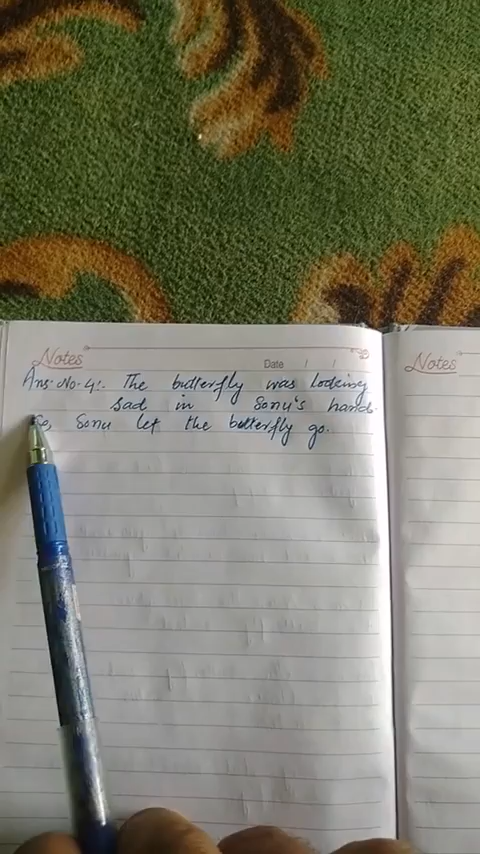 Notes
Date / /
Ans. No. 4:. The butterfly was looking
sad in Sonu's hand.
So, Sonu let the butterfly go.
Notes